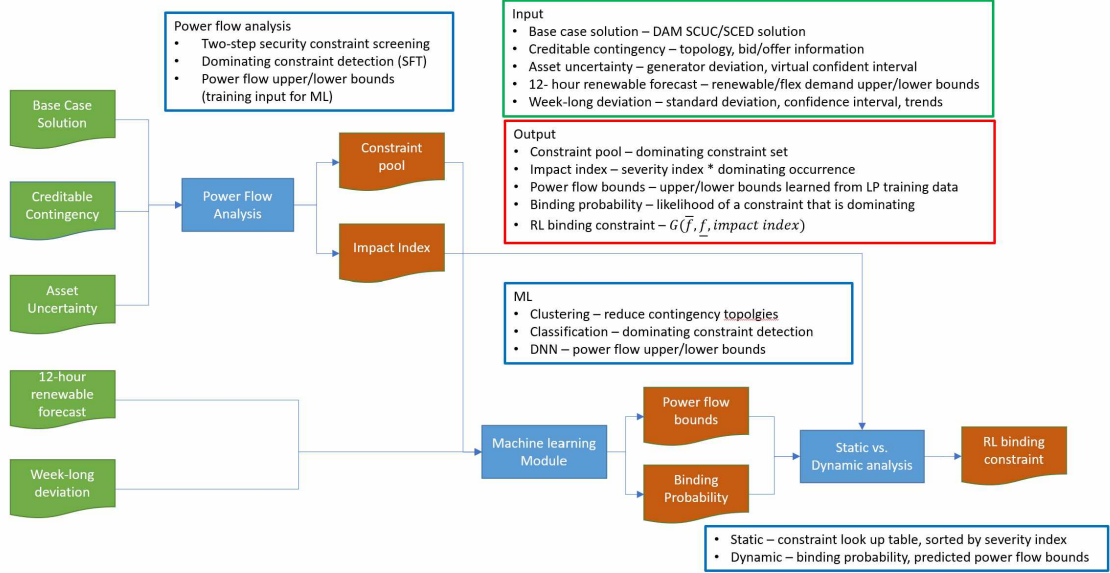 Power flow analysis
• Two-step security constraint screening
• Dominating constraint detection (SFT)
• Power flow upper/lower bounds
(training input for ML)
Input
• Base case solution – DAM SCUC/SCED solution
• Creditable contingency – topology, bid/offer information
• Asset uncertainty – generator deviation, virtual confident interval
• 12- hour renewable forecast – renewable/flex demand upper/lower bounds
• Week-long deviation – standard deviation, confidence interval, trends
Output
• Constraint pool – dominating constraint set
• Impact index – severity index * dominating occurrence
• Power flow bounds – upper/lower bounds learned from LP training data
• Binding probability – likelihood of a constraint that is dominating
• RL binding constraint – G(f̅, f̲, impact index)
Base Case
Solution
Creditable
Contingency
Asset
Uncertainty
12-hour
renewable
forecast
Week-long
deviation
Power Flow
Analysis
Constraint
pool
Impact Index
ML
• Clustering – reduce contingency topolgies
• Classification – dominating constraint detection
• DNN – power flow upper/lower bounds
Machine learning
Module
Power flow
bounds
Binding
Probability
Static vs.
Dynamic analysis
RL binding
constraint
• Static – constraint look up table, sorted by severity index
• Dynamic – binding probability, predicted power flow bounds